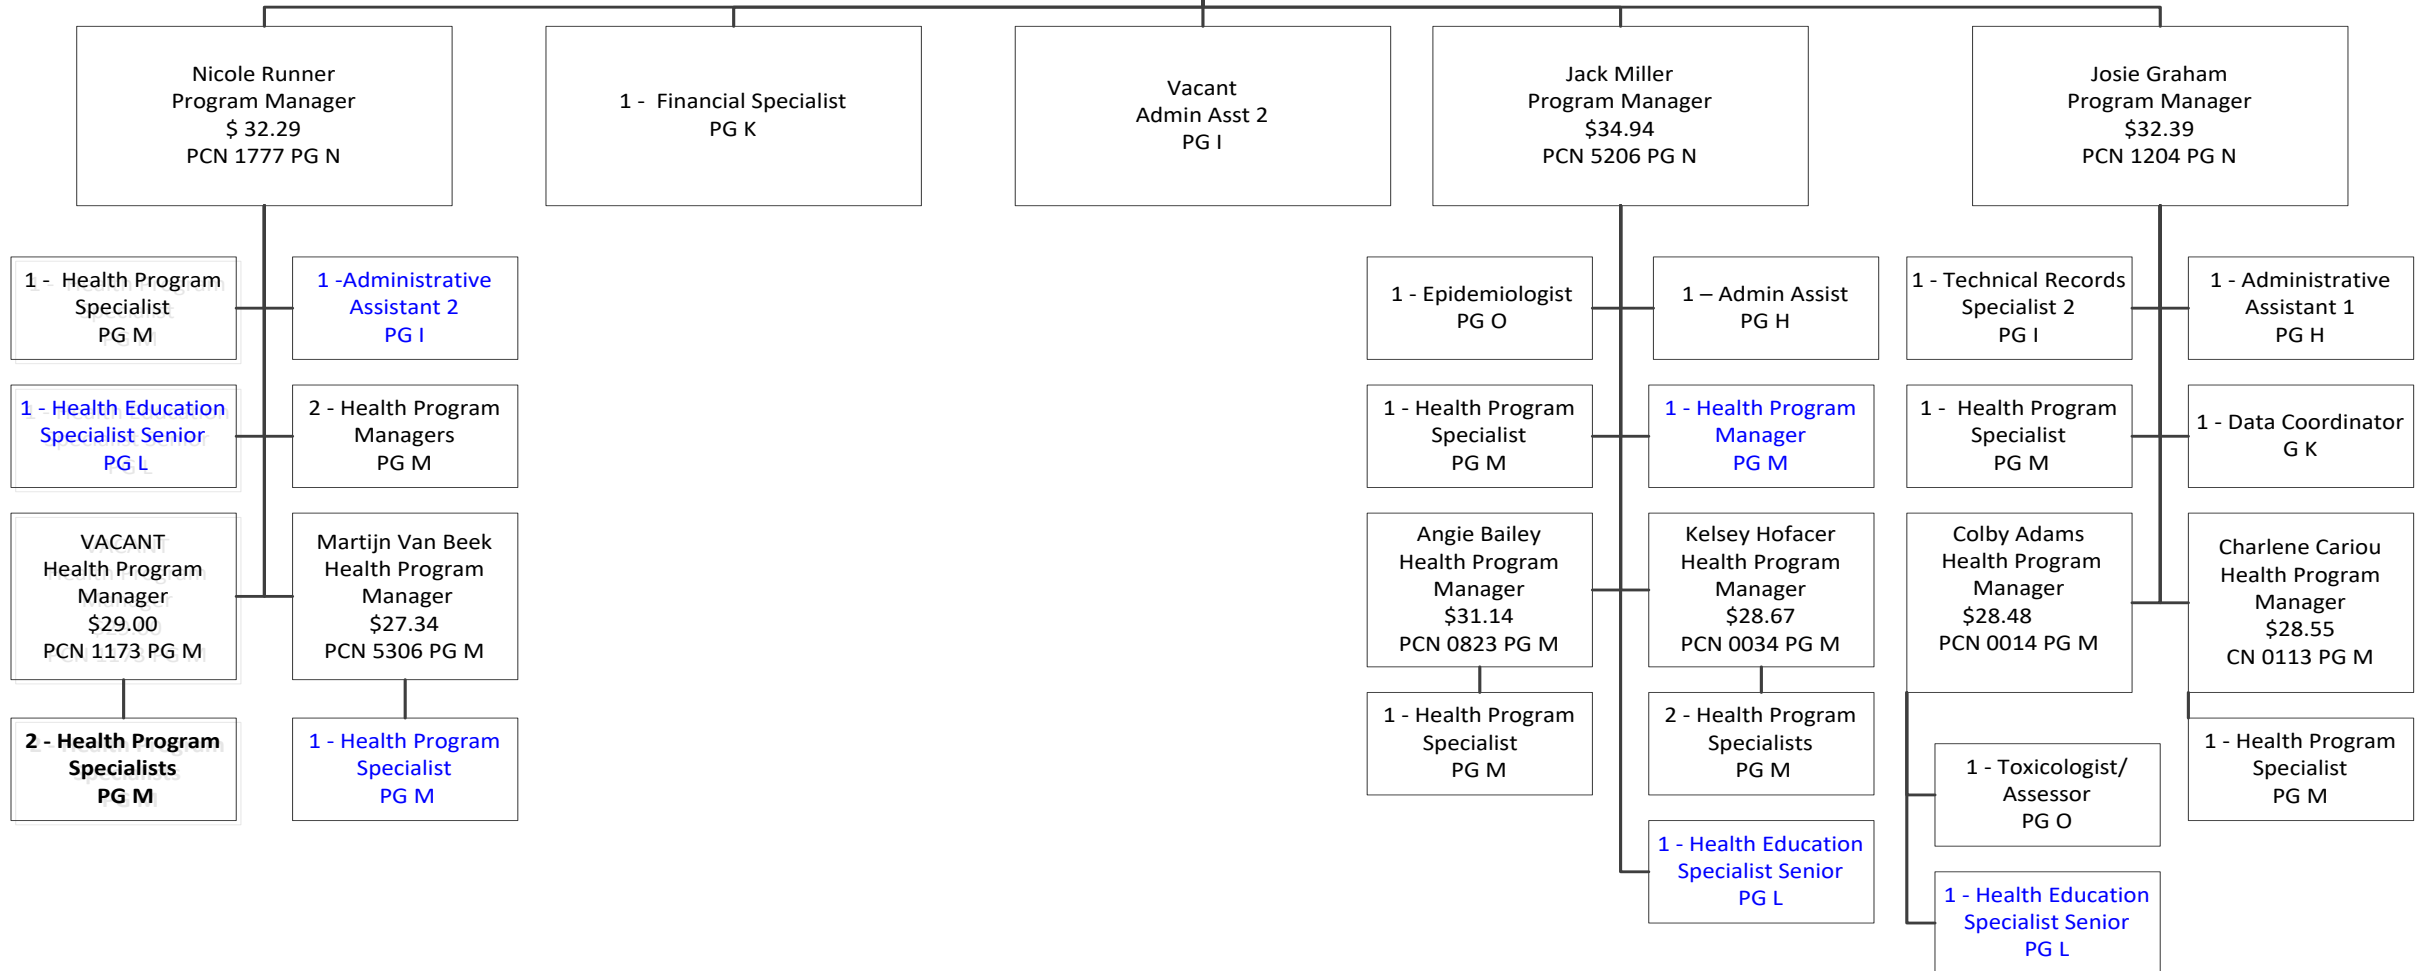 Nicole Runner
Program Manager
$ 32.29
PCN 1777 PG N
1 - Financial Specialist
PG K
Vacant
Admin Asst 2
PG I
Jack Miller
Program Manager
$34.94
PCN 5206 PG N
Josie Graham
Program Manager
$32.39
PCN 1204 PG N
1 - Health Program
Specialist
PG M
1 -Administrative
Assistant 2
PG I
1 - Health Education
Specialist Senior
PG L
2 - Health Program
Managers
PG M
VACANT
Health Program
Manager
$29.00
PCN 1173 PG M
Martijn Van Beek
Health Program
Manager
$27.34
PCN 5306 PG M
2 - Health Program
Specialists
PG M
1 - Health Program
Specialist
PG M
1 - Epidemiologist
PG O
1 – Admin Assist
PG H
1 - Health Program
Specialist
PG M
1 - Health Program
Manager
PG M
Angie Bailey
Health Program
Manager
$31.14
PCN 0823 PG M
Kelsey Hofacer
Health Program
Manager
$28.67
PCN 0034 PG M
1 - Health Program
Specialist
PG M
2 - Health Program
Specialists
PG M
1 - Health Education
Specialist Senior
PG L
1 - Technical Records
Specialist 2
PG I
1 - Administrative
Assistant 1
PG H
1 - Health Program
Specialist
PG M
1 - Data Coordinator
G K
Colby Adams
Health Program
Manager
$28.48
PCN 0014 PG M
Charlene Cariou
Health Program
Manager
$28.55
CN 0113 PG M
1 - Toxicologist/
Assessor
PG O
1 - Health Program
Specialist
PG M
1 - Health Education
Specialist Senior
PG L